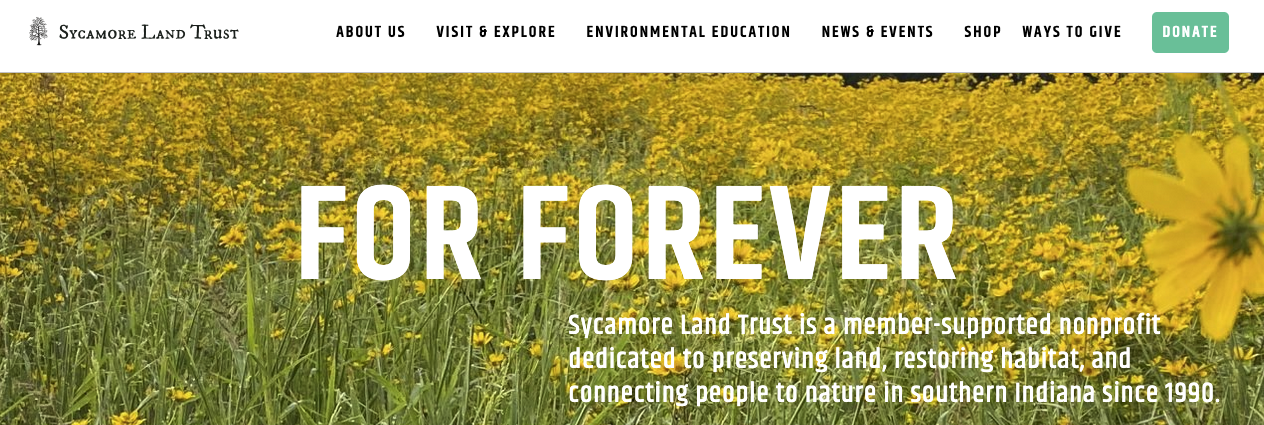 Sycamore Land Trust
ABOUT US
VISIT & EXPLORE
ENVIRONMENTAL EDUCATION
NEWS & EVENTS
SHOP
WAYS TO GIVE
DONATE
FOR FOREVER
Sycamore Land Trust is a member-supported nonprofit
dedicated to preserving land, restoring habitat, and
connecting people to nature in southern Indiana since 1990.